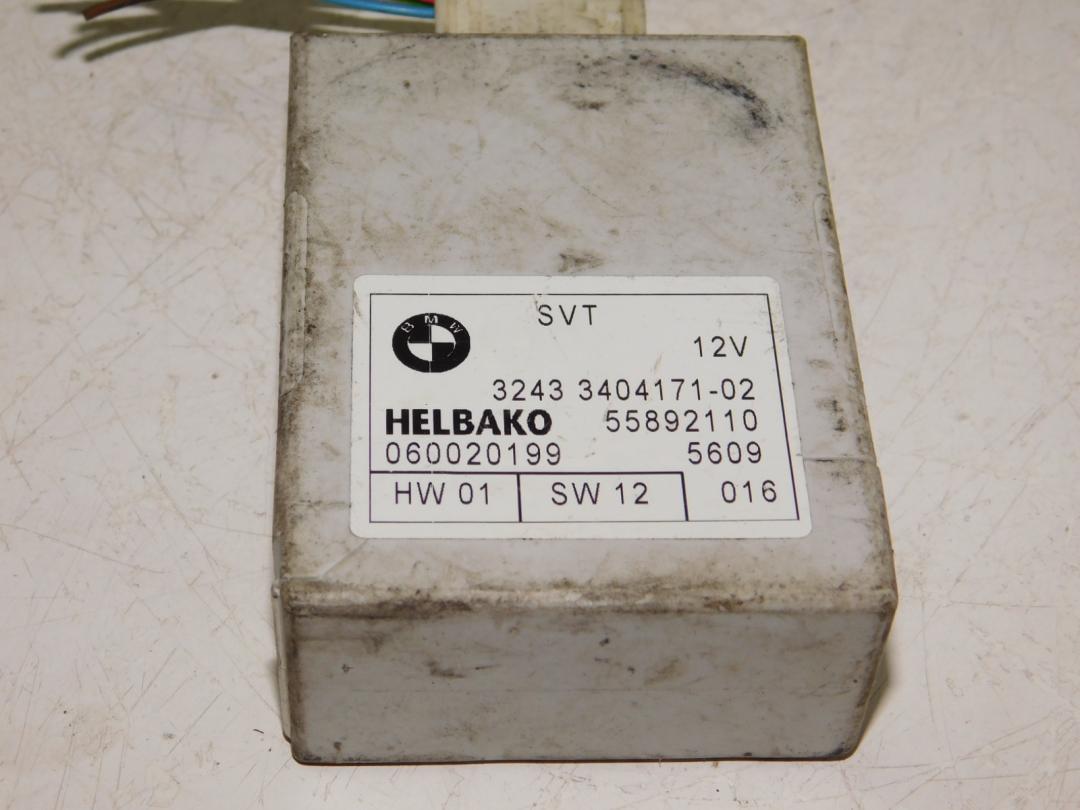 SVT
BMW
12V
3243 3404171-02
HELBAKO 55892110
060020199 5609
HW 01 SW 12 016